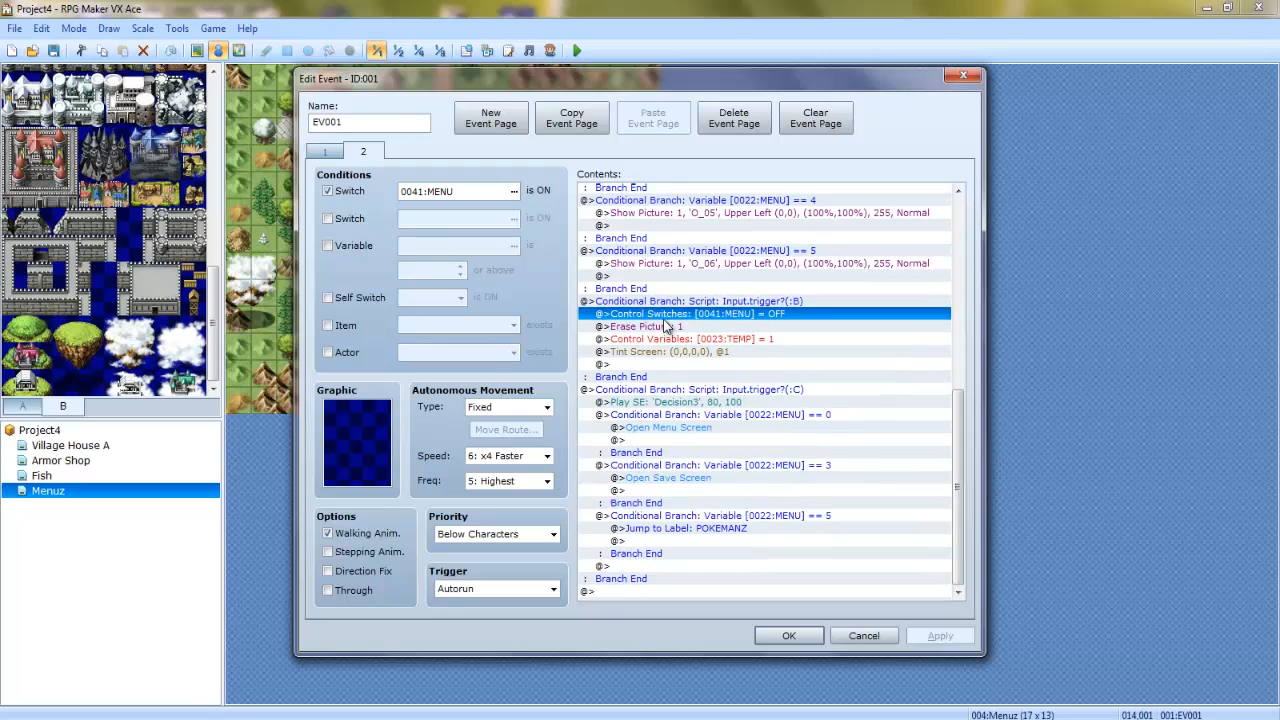 Project4 - RPG Maker VX Ace
File Edit Mode Draw Scale Tools Game Help
Edit Event - ID:001
Name:
EV001
New Event Page
Copy Event Page
Paste Event Page
Delete Event Page
Clear Event Page
1 2
Conditions
Switch 0041:MENU ... is ON
Switch ... is ON
Variable ... is
or above
Self Switch is ON
Item exists
Actor exists
Graphic
Autonomous Movement
Type: Fixed
Move Route...
Speed: 6: x4 Faster
Freq: 5: Highest
Options
Walking Anim.
Stepping Anim.
Direction Fix
Through
Priority
Below Characters
Trigger
Autorun
Contents:
: Branch End
@>Conditional Branch: Variable [0022:MENU] == 4
@>Show Picture: 1, 'O_05', Upper Left (0,0), (100%,100%), 255, Normal
@>
: Branch End
@>Conditional Branch: Variable [0022:MENU] == 5
@>Show Picture: 1, 'O_06', Upper Left (0,0), (100%,100%), 255, Normal
@>
: Branch End
@>Conditional Branch: Script: Input.trigger?(:B)
@>Control Switches: [0041:MENU] = OFF
@>Erase Picture: 1
@>Control Variables: [0023:TEMP] = 1
@>Tint Screen: (0,0,0,0), @1
@>
: Branch End
@>Conditional Branch: Script: Input.trigger?(:C)
@>Play SE: 'Decision3', 80, 100
@>Conditional Branch: Variable [0022:MENU] == 0
@>Open Menu Screen
@>
: Branch End
@>Conditional Branch: Variable [0022:MENU] == 3
@>Open Save Screen
@>
: Branch End
@>Conditional Branch: Variable [0022:MENU] == 5
@>Jump to Label: POKEMANZ
@>
: Branch End
@>
: Branch End
@>
OK Cancel Apply
A B
Project4
Village House A
Armor Shop
Fish
Menuz
004:Menuz (17 x 13) 014,001 001:EV001